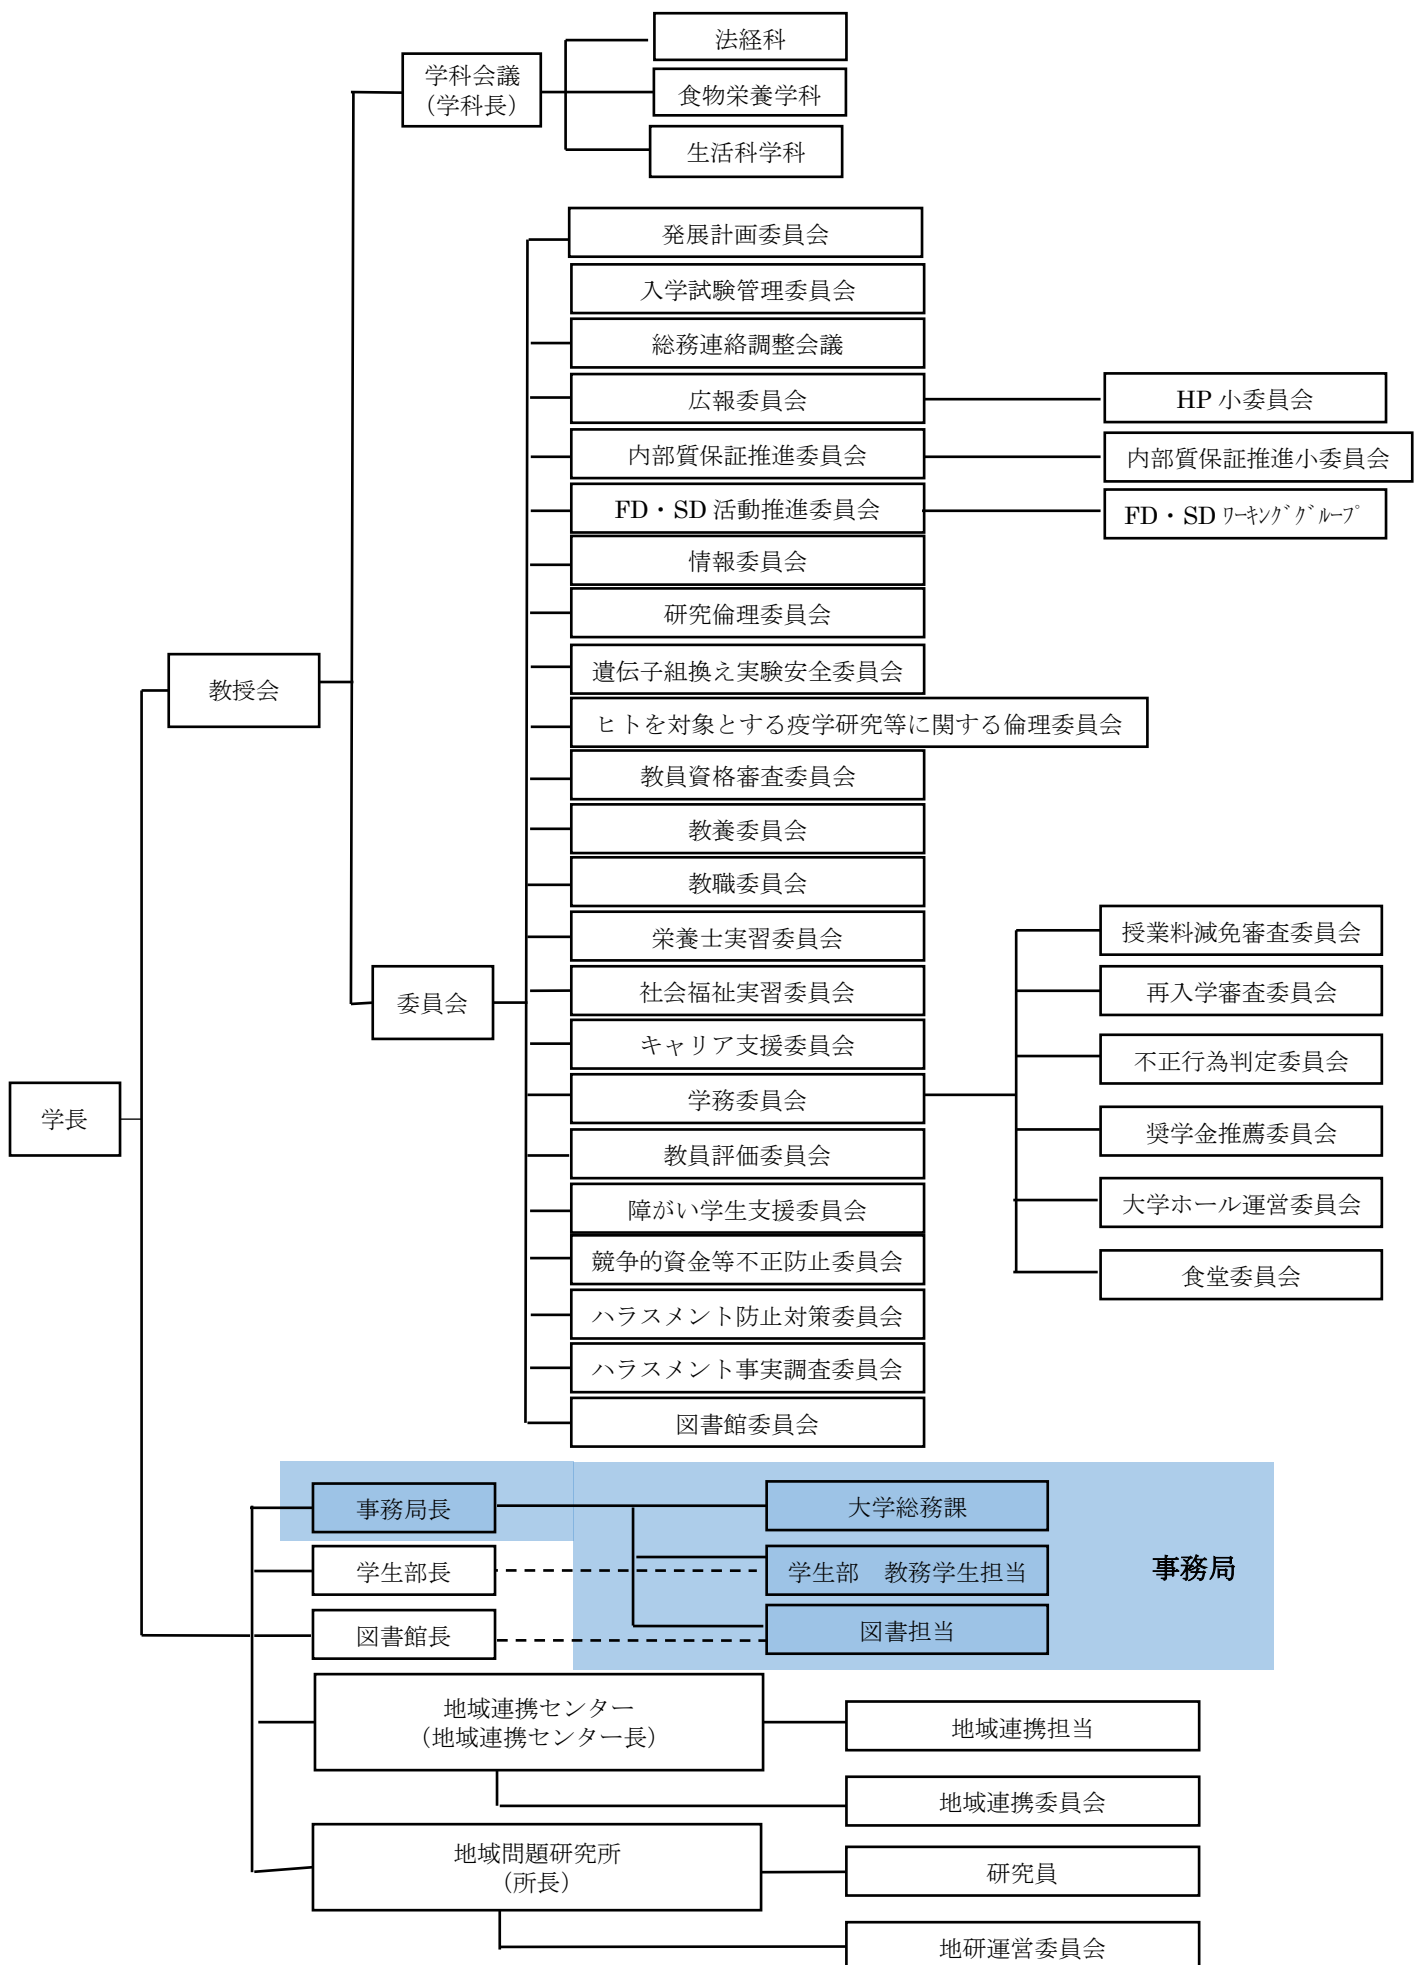 法経科
学科会議
（学科長）
食物栄養学科
生活科学科
発展計画委員会
入学試験管理委員会
総務連絡調整会議
広報委員会
HP 小委員会
内部質保証推進委員会
内部質保証推進小委員会
FD・SD 活動推進委員会
FD・SD ﾜｰｷﾝｸﾞｸﾞﾙｰﾌﾟ
情報委員会
研究倫理委員会
遺伝子組換え実験安全委員会
教授会
ヒトを対象とする疫学研究等に関する倫理委員会
教員資格審査委員会
教養委員会
教職委員会
栄養士実習委員会
授業料減免審査委員会
社会福祉実習委員会
再入学審査委員会
委員会
キャリア支援委員会
不正行為判定委員会
学務委員会
学長
奨学金推薦委員会
教員評価委員会
障がい学生支援委員会
大学ホール運営委員会
競争的資金等不正防止委員会
食堂委員会
ハラスメント防止対策委員会
ハラスメント事実調査委員会
図書館委員会
事務局長
大学総務課
学生部長
学生部　教務学生担当
事務局
図書館長
図書担当
地域連携センター
（地域連携センター長）
地域連携担当
地域連携委員会
地域問題研究所
（所長）
研究員
地研運営委員会